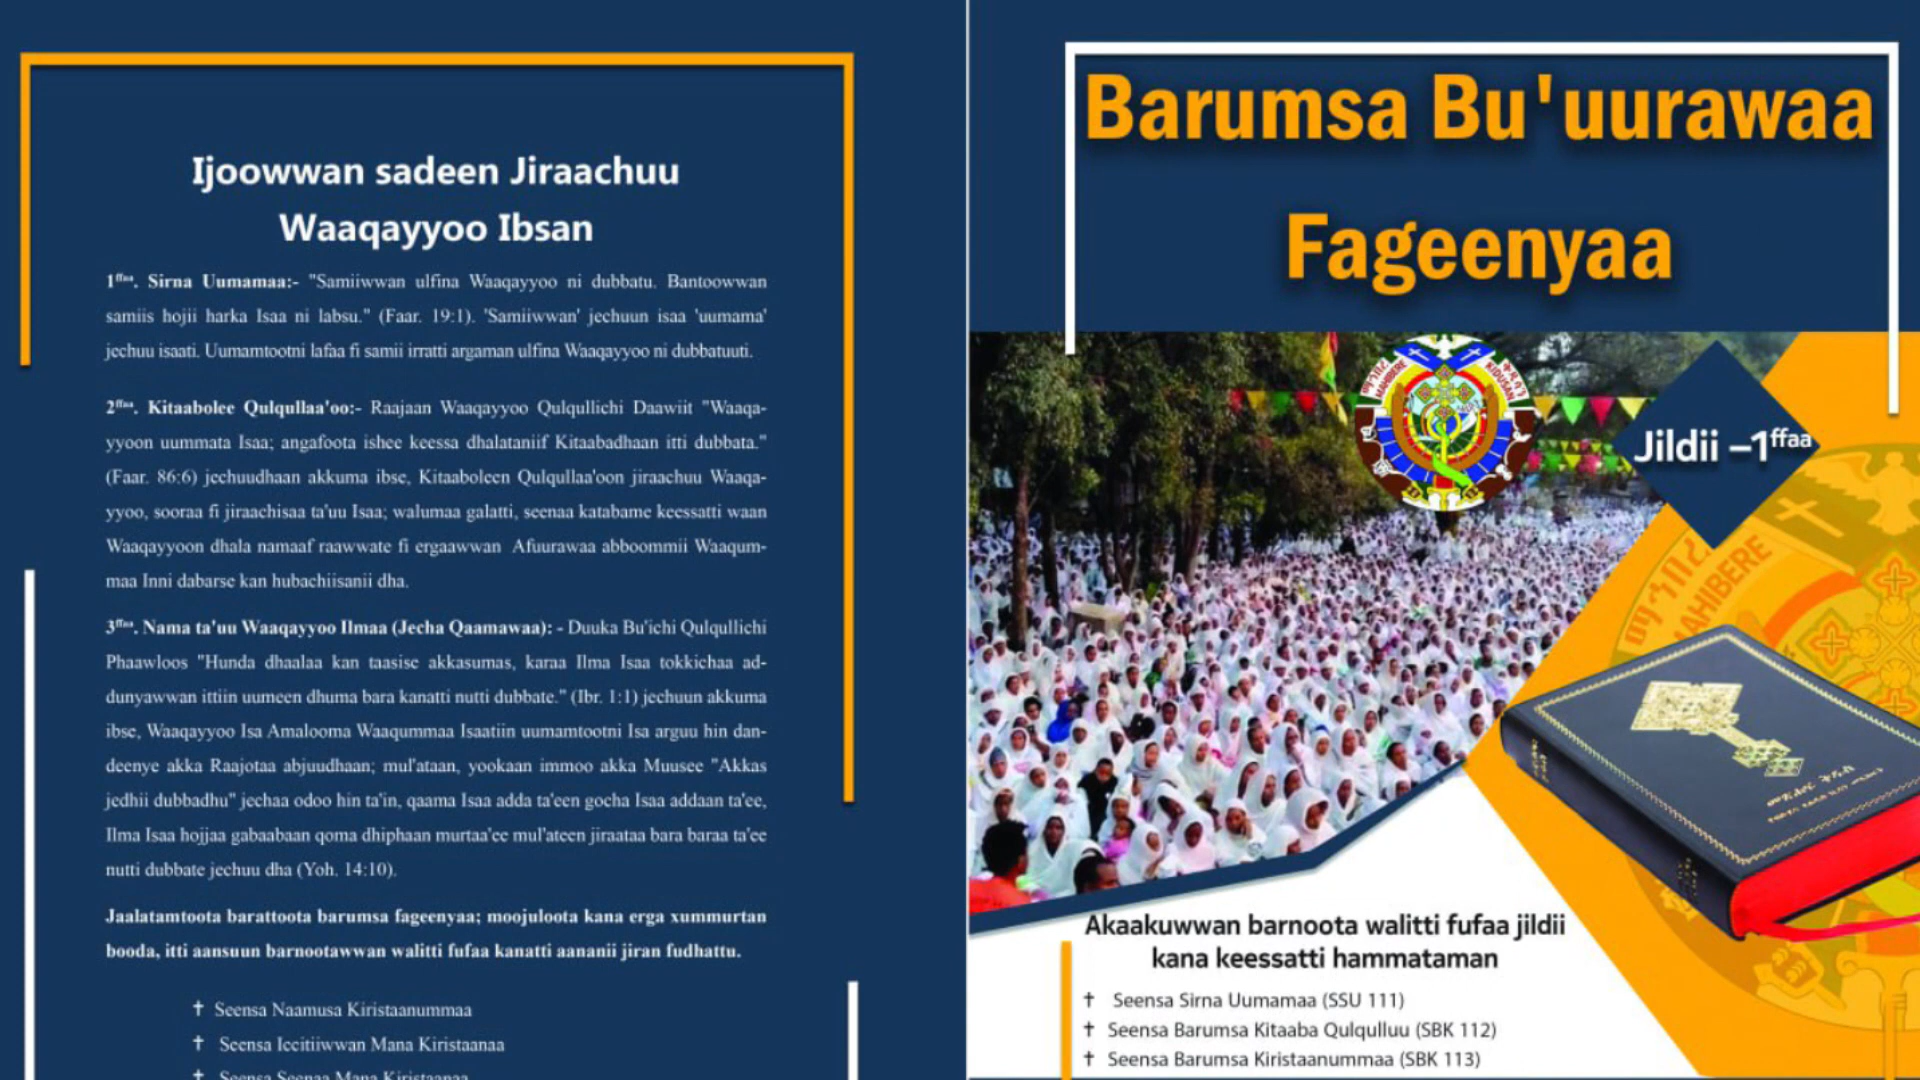 Ijoowwan sadeen Jiraachuu
Waaqayyoo Ibsan
1ffaa. Sirna Uumamaa:- "Samiiwwan ulfina Waaqayyoo ni dubbatu. Bantoowwan
samiis hojii harka Isaa ni labsu." (Faar. 19:1). 'Samiiwwan' jechuun isaa 'uumama'
jechuu isaati. Uumamtootni lafaa fi samii irratti argaman ulfina Waaqayyoo ni dubbatuuti.
2ffaa. Kitaabolee Qulqullaa'oo:- Raajaan Waaqayyoo Qulqullichi Daawiit "Waaqa-
yyoon uummata Isaa; angafoota ishee keessa dhalataniif Kitaabadhaan itti dubbata."
(Faar. 86:6) jechuudhaan akkuma ibse, Kitaaboleen Qulqullaa'oon jiraachuu Waaqa-
yyoo, sooraa fi jiraachisaa ta'uu Isaa; walumaa galatti, seenaa katabame keessatti waan
Waaqayyoon dhala namaaf raawwate fi ergaawwan Afuurawaa abboommii Waaqum-
maa Inni dabarse kan hubachiisanii dha.
3ffaa. Nama ta'uu Waaqayyoo Ilmaa (Jecha Qaamawaa): - Duuka Bu'ichi Qulqullichi
Phaawloos "Hunda dhaalaa kan taasise akkasumas, karaa Ilma Isaa tokkichaa ad-
dunyawwan ittiin uumeen dhuma bara kanatti nutti dubbate." (Ibr. 1:1) jechuun akkuma
ibse, Waaqayyoo Isa Amalooma Waaqummaa Isaatiin uumamtootni Isa arguu hin dan-
deenye akka Raajotaa abjuudhaan; mul'ataan, yookaan immoo akka Muusee "Akkas
jedhii dubbadhu" jechaa odoo hin ta'in, qaama Isaa adda ta'een gocha Isaa addaan ta'ee,
Ilma Isaa hojjaa gabaabaan qoma dhiphaan murtaa'ee mul'ateen jiraataa bara baraa ta'ee
nutti dubbate jechuu dha (Yoh. 14:10).
Jaalatamtoota barattoota barumsa fageenyaa; moojuloota kana erga xummurtan
booda, itti aansuun barnootawwan walitti fufaa kanatti aananii jiran fudhattu.
✝ Seensa Naamusa Kiristaanummaa
✝ Seensa Iccitiiwwan Mana Kiristaanaa
✝ Seensa Seenaa Mana Kiristaanaa
Barumsa Bu'uurawaa
Fageenyaa
ማኅበረ ቅዱሳን
MAHIBERE KIDUSAN
Jildii –1ffaa
ማኅበረ
MAHIBERE
መጽሐፍ ቅዱስ
Akaakuwwan barnoota walitti fufaa jildii
kana keessatti hammataman
✝ Seensa Sirna Uumamaa (SSU 111)
✝ Seensa Barumsa Kitaaba Qulqulluu (SBK 112)
✝ Seensa Barumsa Kiristaanummaa (SBK 113)